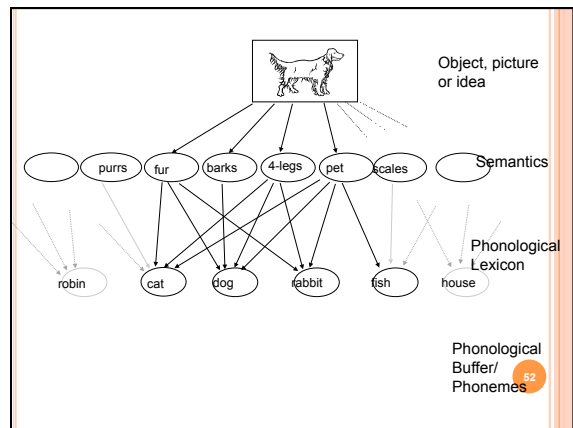 Object, picture
or idea
purrs fur barks 4-legs pet scales Semantics
Phonological
Lexicon
robin cat dog rabbit fish house
Phonological
Buffer/
Phonemes
52